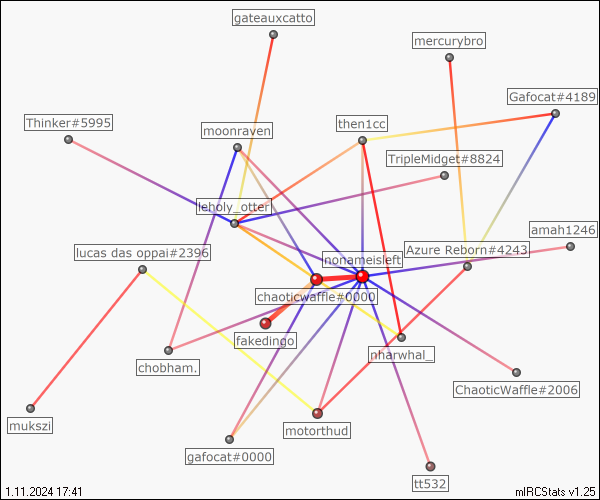 gateauxcatto
mercurybro
Gafocat#4189
Thinker#5995
moonraven
then1cc
TripleMidget#8824
leholy_otter
amah1246
lucas das oppai#2396
nonameisleft
Azure Reborn#4243
chaoticwaffle#0000
fakedingo
nharwhal_
chobham.
ChaoticWaffle#2006
mukszi
motorthud
gafocat#0000
tt532
1.11.2024 17:41
mIRCStats v1.25